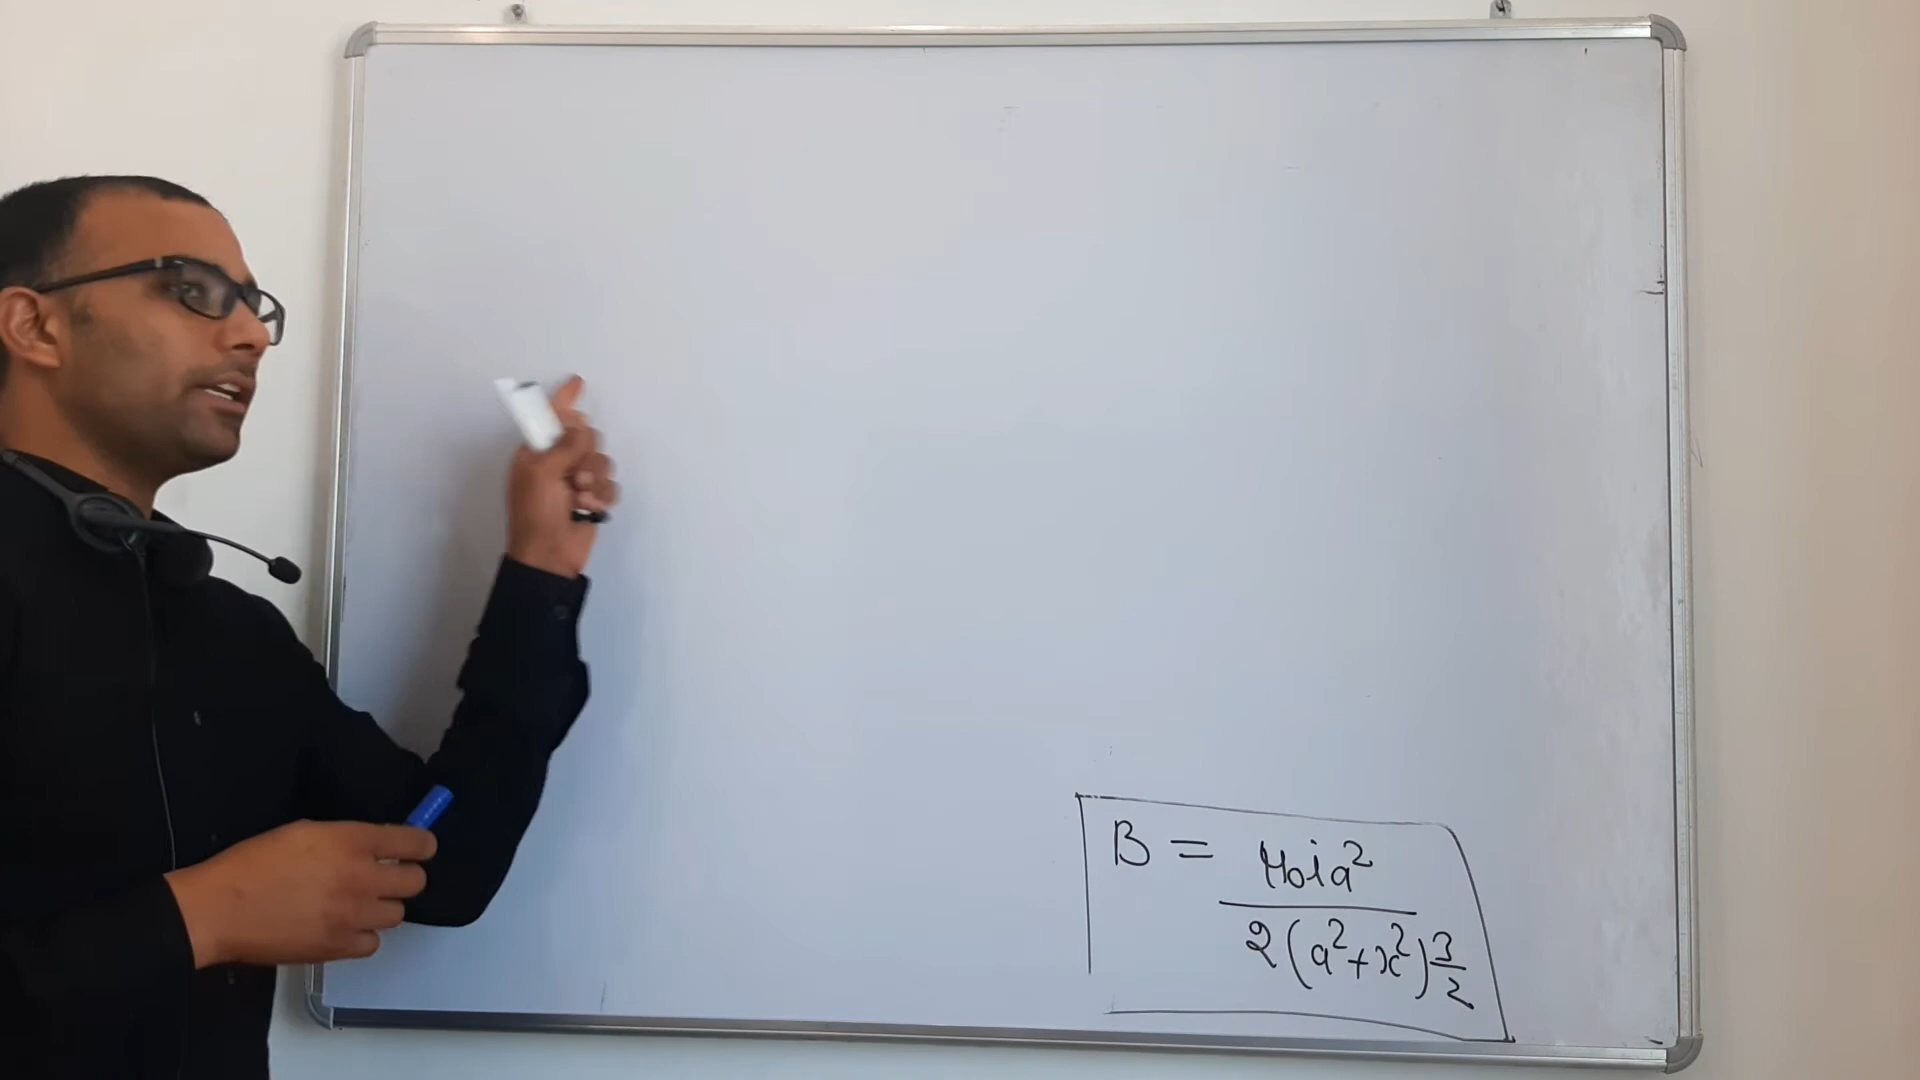 B = μ₀ia²
2(a²+x²)3/2